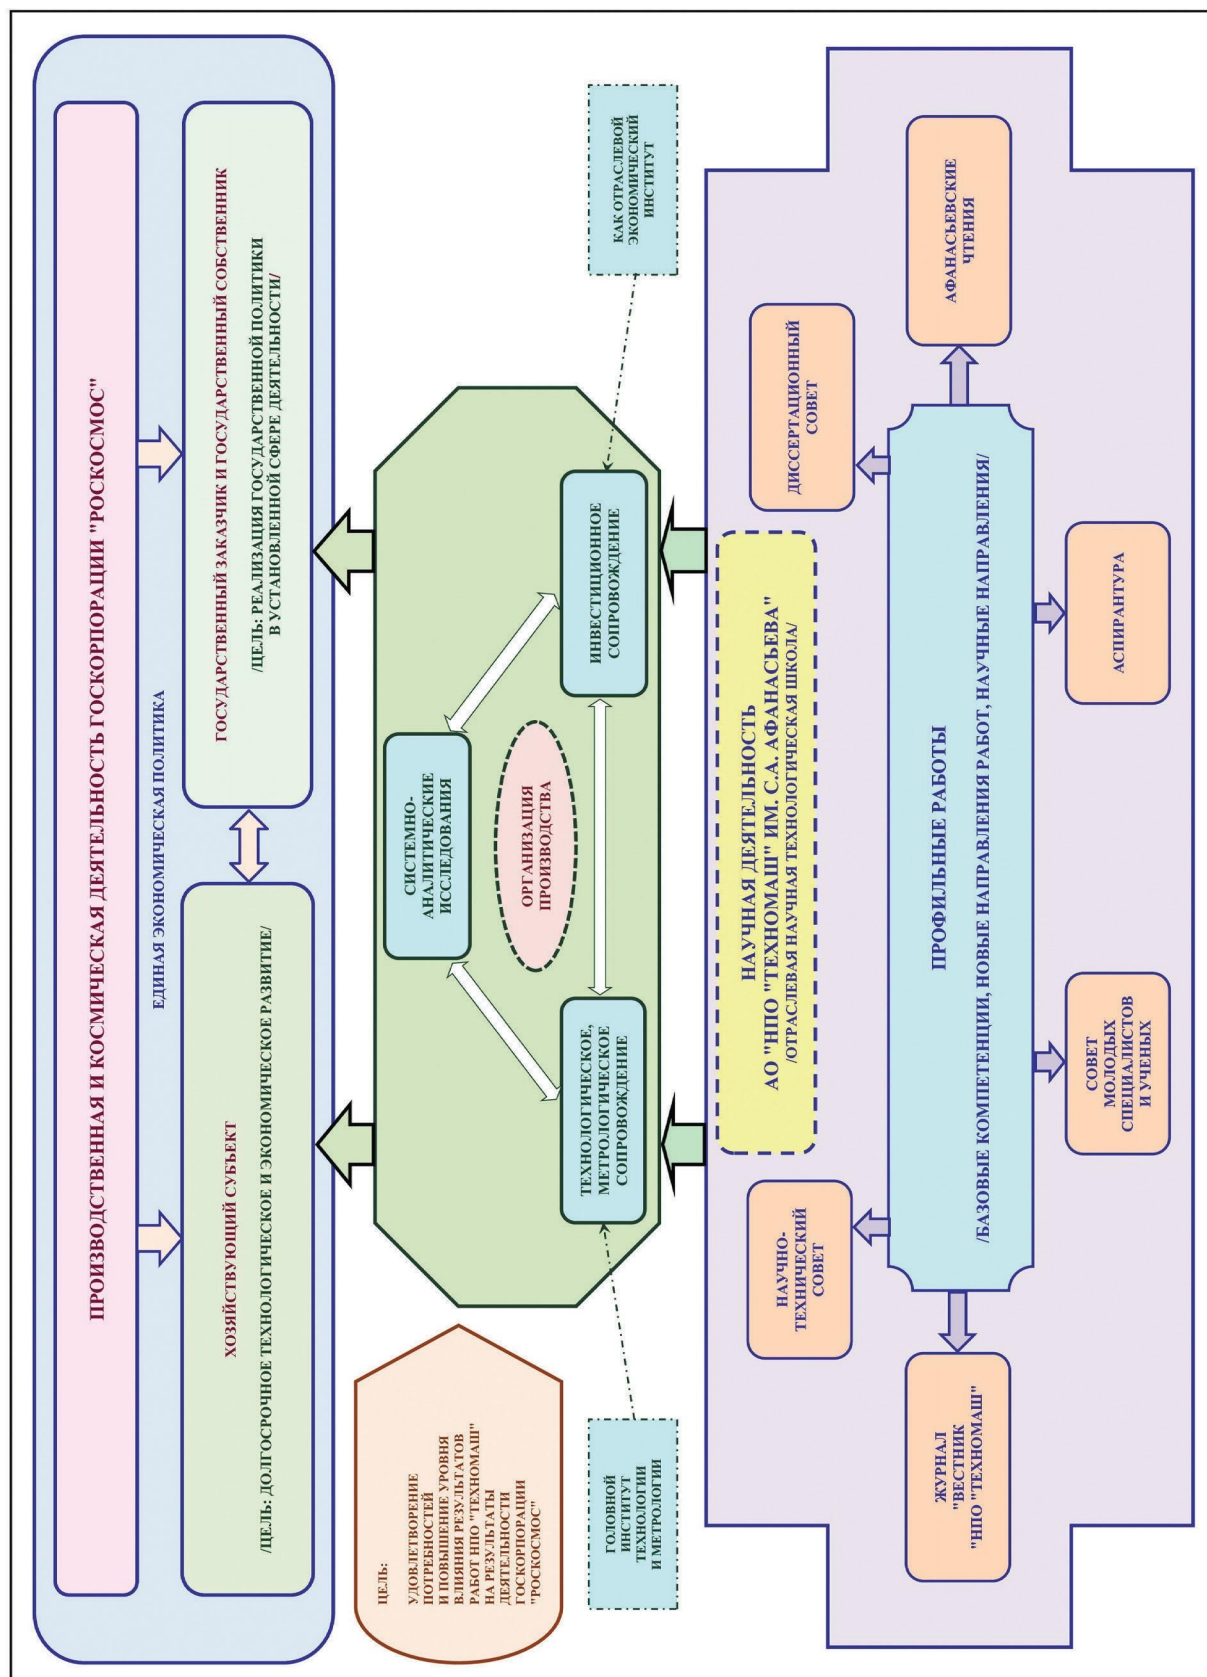 ПРОИЗВОДСТВЕННАЯ И КОСМИЧЕСКАЯ ДЕЯТЕЛЬНОСТЬ ГОСКОРПОРАЦИИ "РОСКОСМОС"
ЕДИНАЯ ЭКОНОМИЧЕСКАЯ ПОЛИТИКА
ХОЗЯЙСТВУЮЩИЙ СУБЪЕКТ
/ЦЕЛЬ: ДОЛГОСРОЧНОЕ ТЕХНОЛОГИЧЕСКОЕ И ЭКОНОМИЧЕСКОЕ РАЗВИТИЕ/
ГОСУДАРСТВЕННЫЙ ЗАКАЗЧИК И ГОСУДАРСТВЕННЫЙ СОБСТВЕННИК
/ЦЕЛЬ: РЕАЛИЗАЦИЯ ГОСУДАРСТВЕННОЙ ПОЛИТИКИ
В УСТАНОВЛЕННОЙ СФЕРЕ ДЕЯТЕЛЬНОСТИ/
ЦЕЛЬ:
УДОВЛЕТВОРЕНИЕ
ПОТРЕБНОСТЕЙ
И ПОВЫШЕНИЕ УРОВНЯ
ВЛИЯНИЯ РЕЗУЛЬТАТОВ
РАБОТ НПО "ТЕХНОМАШ"
НА РЕЗУЛЬТАТЫ
ДЕЯТЕЛЬНОСТИ
ГОСКОРПОРАЦИИ
"РОСКОСМОС"
СИСТЕМНО-
АНАЛИТИЧЕСКИЕ
ИССЛЕДОВАНИЯ
ОРГАНИЗАЦИЯ
ПРОИЗВОДСТВА
ТЕХНОЛОГИЧЕСКОЕ,
МЕТРОЛОГИЧЕСКОЕ
СОПРОВОЖДЕНИЕ
ИНВЕСТИЦИОННОЕ
СОПРОВОЖДЕНИЕ
ГОЛОВНОЙ
ИНСТИТУТ
ТЕХНОЛОГИИ
И МЕТРОЛОГИИ
КАК ОТРАСЛЕВОЙ
ЭКОНОМИЧЕСКИЙ
ИНСТИТУТ
НАУЧНАЯ ДЕЯТЕЛЬНОСТЬ
АО "НПО "ТЕХНОМАШ" ИМ. С.А. АФАНАСЬЕВА"
/ОТРАСЛЕВАЯ НАУЧНАЯ ТЕХНОЛОГИЧЕСКАЯ ШКОЛА/
НАУЧНО-
ТЕХНИЧЕСКИЙ
СОВЕТ
ДИССЕРТАЦИОННЫЙ
СОВЕТ
ЖУРНАЛ
"ВЕСТНИК
"НПО "ТЕХНОМАШ"
ПРОФИЛЬНЫЕ РАБОТЫ
/БАЗОВЫЕ КОМПЕТЕНЦИИ, НОВЫЕ НАПРАВЛЕНИЯ РАБОТ, НАУЧНЫЕ НАПРАВЛЕНИЯ/
АФАНАСЬЕВСКИЕ
ЧТЕНИЯ
СОВЕТ
МОЛОДЫХ
СПЕЦИАЛИСТОВ
И УЧЕНЫХ
АСПИРАНТУРА